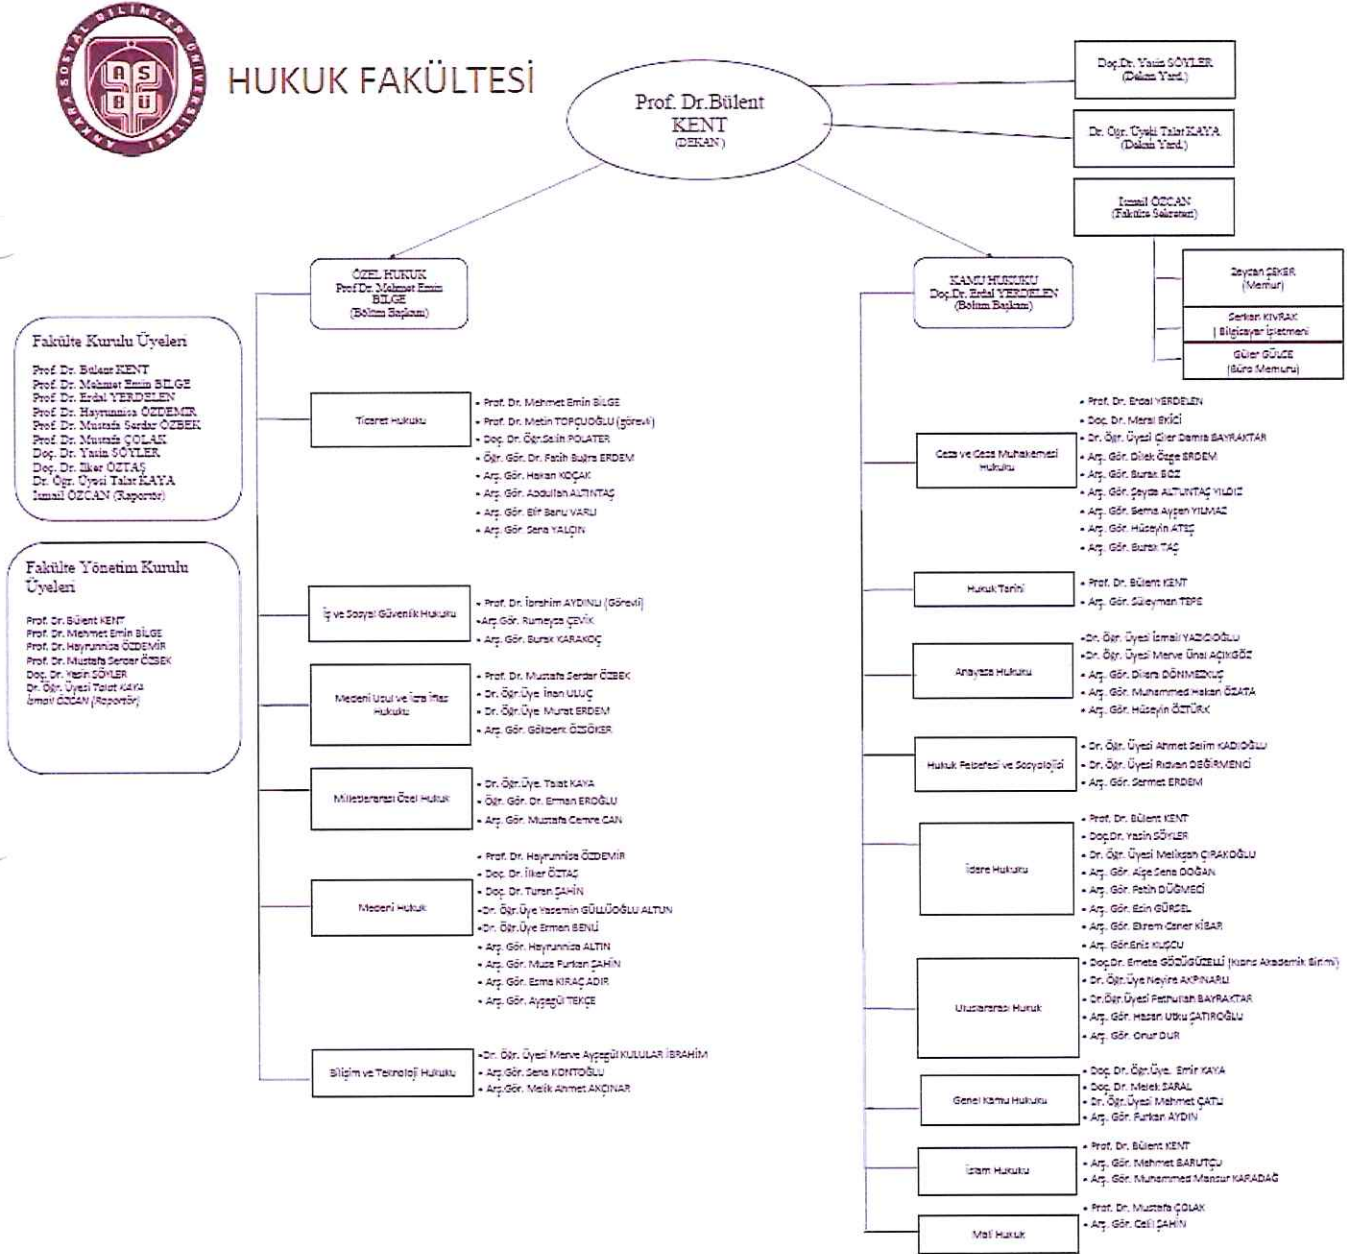 ANKARA SOSYAL BİLİMLER ÜNİVERSİTESİ
A S
B Ü
HUKUK FAKÜLTESİ
Prof. Dr.Bülent
KENT
(DEKAN)
Doç.Dr. Yasin SÖYLER
(Dekan Yard.)
Dr. Öğr. Üyesi Talat KAYA
(Dekan Yard.)
İsmail ÖZCAN
(Fakülte Sekreteri)
Zeycan ŞEKER
(Memur)
Serkan KIVRAK
( Bilgisayar İşletmeni
Güler GÜLCE
(Büro Memuru)
ÖZEL HUKUK
Prof Dr. Mehmet Emin
BİLGE
(Bölüm Başkanı)
KAMU HUKUKU
Doç.Dr. Erdal YERDELEN
(Bölüm Başkanı)
Fakülte Kurulu Üyeleri
Prof. Dr. Bülent KENT
Prof. Dr. Mehmet Emin BİLGE
Prof. Dr. Erdal YERDELEN
Prof. Dr. Hayrunnisa ÖZDEMİR
Prof. Dr. Mustafa Serdar ÖZBEK
Prof. Dr. Mustafa ÇOLAK
Doç. Dr. Yasin SÖYLER
Doç. Dr. İlker ÖZTAŞ
Dr. Öğr. Üyesi Talat KAYA
İsmail ÖZCAN (Raportör)
Fakülte Yönetim Kurulu
Üyeleri
Prof. Dr. Bülent KENT
Prof. Dr. Mehmet Emin BİLGE
Prof. Dr. Hayrunnisa ÖZDEMİR
Prof. Dr. Mustafa Serdar ÖZBEK
Doç. Dr. Yasin SÖYLER
Dr. Öğr. Üyesi Talat KAYA
İsmail ÖZCAN (Raportör)
Ticaret Hukuku
• Prof. Dr. Mehmet Emin BİLGE
• Prof. Dr. Metin TOPÇUOĞLU (görevli)
• Doç. Dr. Öğr.Salih POLATER
• Öğr. Gör. Dr. Fatih Buğra ERDEM
• Arş. Gör. Hakan KOÇAK
• Arş. Gör. Abdullah ALTINTAŞ
• Arş. Gör. Elif Banu VARLI
• Arş. Gör. Sena YALÇIN
İş ve Sosyal Güvenlik Hukuku
• Prof. Dr. İbrahim AYDINLI (Görevli)
•Arş.Gör. Rumeysa ÇEVİK
• Arş. Gör. Burak KARAKOÇ
Medeni Usul ve İcra İflas
Hukuku
• Prof. Dr. Mustafa Serdar ÖZBEK
• Dr. Öğr.Üye İnan ULUÇ
• Dr. Öğr.Üye Murat ERDEM
• Arş. Gör. Gökberk ÖZSÖKER
Milletlerarası Özel Hukuk
• Dr. Öğr.Üye. Talat KAYA
• Öğr. Gör. Dr. Erman EROĞLU
• Arş. Gör. Mustafa Cemre CAN
Medeni Hukuk
• Prof. Dr. Hayrunnisa ÖZDEMİR
• Doç. Dr. İlker ÖZTAŞ
• Doç. Dr. Turan ŞAHİN
•Dr. Öğr.Üye Yasemin GÜLLÜOĞLU ALTUN
•Dr. Öğr.Üye Erman BENLİ
• Arş. Gör. Hayrunnisa ALTIN
• Arş. Gör. Musa Furkan ŞAHİN
• Arş. Gör. Esma KIRAÇ ADIR
• Arş. Gör. Ayşegül TEKÇE
Bilişim ve Teknoloji Hukuku
•Dr. Öğr. Üyesi Merve Ayşegül KULULAR İBRAHİM
• Arş.Gör. Sena KONTOĞLU
• Arş.Gör. Melik Ahmet AKÇINAR
Ceza ve Ceza Muhakemesi
Hukuku
• Prof. Dr. Erdal YERDELEN
• Doç. Dr. Meral EKİCİ
• Dr. Öğr. Üyesi Çiler Damla BAYRAKTAR
• Arş. Gör. Dilek Özge ERDEM
• Arş. Gör. Burak BOZ
• Arş. Gör. Şeyda ALTUNTAŞ YILDIZ
• Arş. Gör. Berna Ayşen YILMAZ
• Arş. Gör. Hüseyin ATEŞ
• Arş. Gör. Burak TAŞ
Hukuk Tarihi
• Prof. Dr. Bülent KENT
• Arş. Gör. Süleyman TEPE
Anayasa Hukuku
•Dr. Öğr. Üyesi İsmail YAZICIOĞLU
•Dr. Öğr. Üyesi Merve Ünal AÇIKGÖZ
• Arş. Gör. Dilara DÖNMEZKUŞ
• Arş. Gör. Muhammed Hakan ÖZATA
• Arş. Gör. Hüseyin ÖZTÜRK
Hukuk Felsefesi ve Sosyolojisi
• Dr. Öğr. Üyesi Ahmet Selim KADIOĞLU
• Dr. Öğr. Üyesi Rıdvan DEĞİRMENCİ
• Arş. Gör. Sermet ERDEM
İdare Hukuku
• Prof. Dr. Bülent KENT
• Doç.Dr. Yasin SÖYLER
• Dr. Öğr. Üyesi Melikşah ÇIRAKOĞLU
• Arş. Gör. Ayşe Sena DOĞAN
• Arş. Gör. Fatih DÜĞMECİ
• Arş. Gör. Esin GÜRSEL
• Arş. Gör. Ekrem Caner KİBAR
• Arş. Gör.Enis KUŞCU
Uluslararası Hukuk
• Doç.Dr. Emete GÖZÜGÜZELLİ (Kıbrıs Akademik Birimi)
• Dr. Öğr.Üye Neyire AKPINARLI
• Dr.Öğr.Üyesi Fethullah BAYRAKTAR
• Arş. Gör. Hasan Utku ŞATIROĞLU
• Arş. Gör. Onur DUR
Genel Kamu Hukuku
• Doç. Dr. Öğr.Üye. Emir KAYA
• Doç. Dr. Melek SARAL
• Dr. Öğr.Üyesi Mehmet ÇATLI
• Arş. Gör. Furkan AYDIN
İslam Hukuku
• Prof. Dr. Bülent KENT
• Arş. Gör. Mehmet BARUTÇU
• Arş. Gör. Muhammed Mansur KARADAĞ
Mali Hukuk
• Prof. Dr. Mustafa ÇOLAK
• Arş. Gör. Celil ŞAHİN